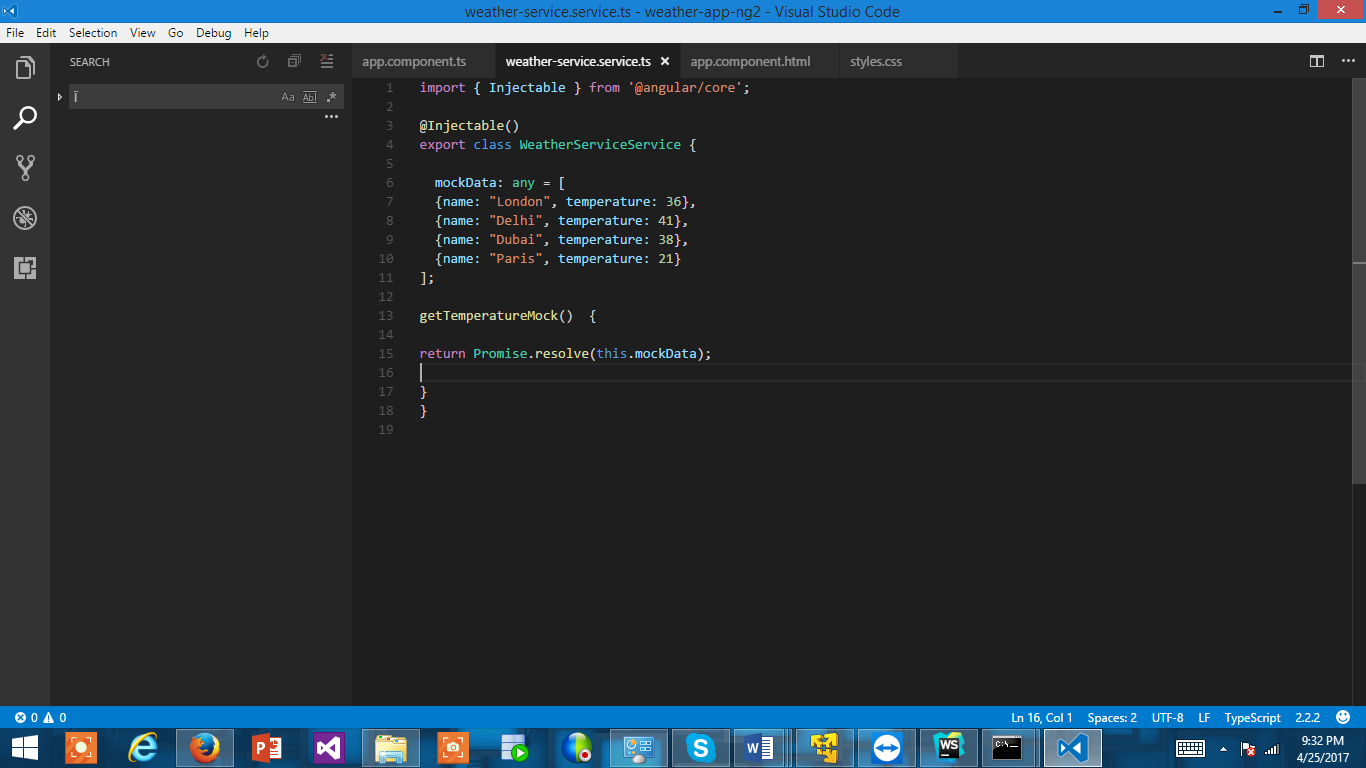 weather-service.service.ts - weather-app-ng2 - Visual Studio Code
File Edit Selection View Go Debug Help
SEARCH
app.component.ts weather-service.service.ts × app.component.html styles.css
Aa Ab| .*
1 import { Injectable } from '@angular/core';
2
3 @Injectable()
4 export class WeatherServiceService {
5
6 mockData: any = [
7 {name: "London", temperature: 36},
8 {name: "Delhi", temperature: 41},
9 {name: "Dubai", temperature: 38},
10 {name: "Paris", temperature: 21}
11 ];
12
13 getTemperatureMock()  {
14
15 return Promise.resolve(this.mockData);
16
17 }
18 }
19
0 0 Ln 16, Col 1 Spaces: 2 UTF-8 LF TypeScript 2.2.2
WS
C:\.
9:32 PM
4/25/2017